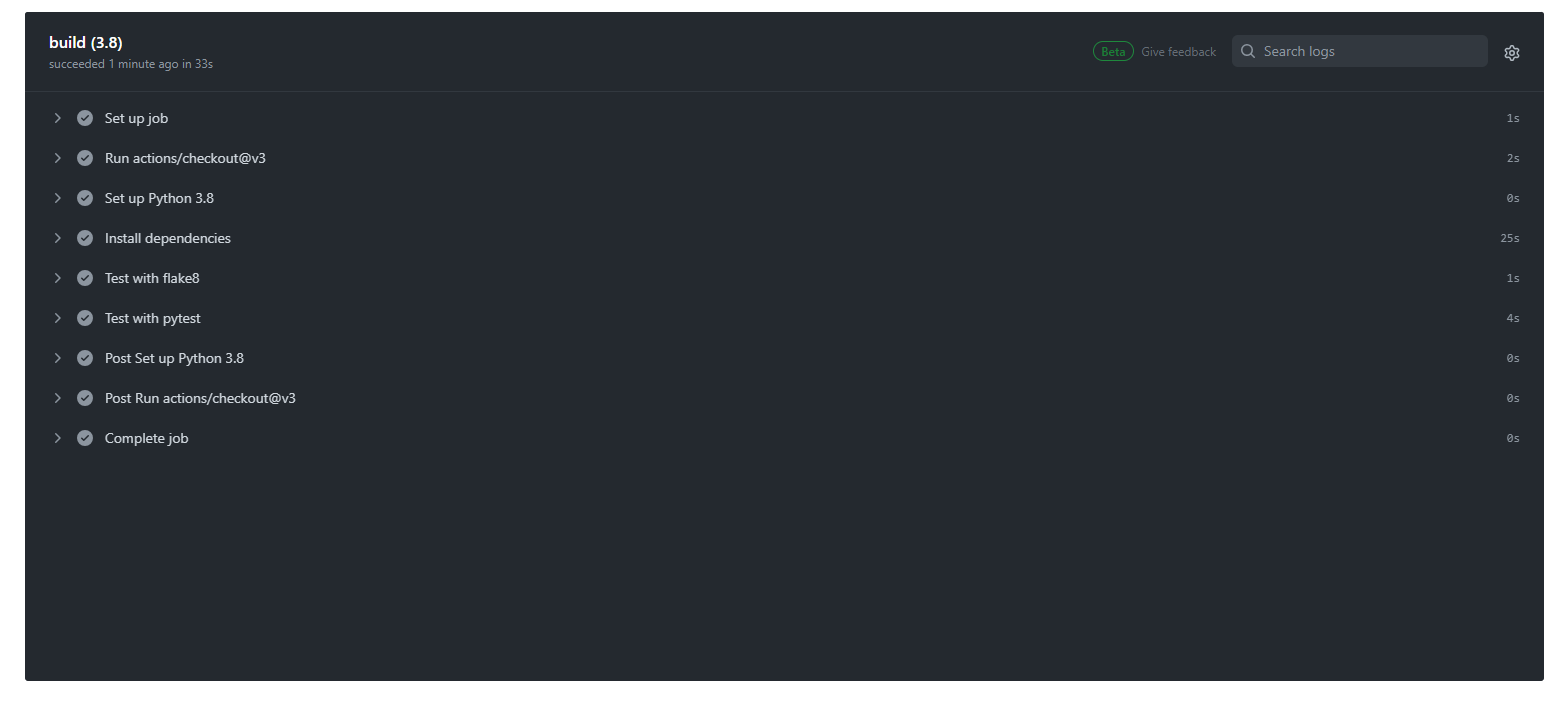 build (3.8)
succeeded 1 minute ago in 33s
Beta Give feedback Search logs
Set up job 1s
Run actions/checkout@v3 2s
Set up Python 3.8 0s
Install dependencies 25s
Test with flake8 1s
Test with pytest 4s
Post Set up Python 3.8 0s
Post Run actions/checkout@v3 0s
Complete job 0s